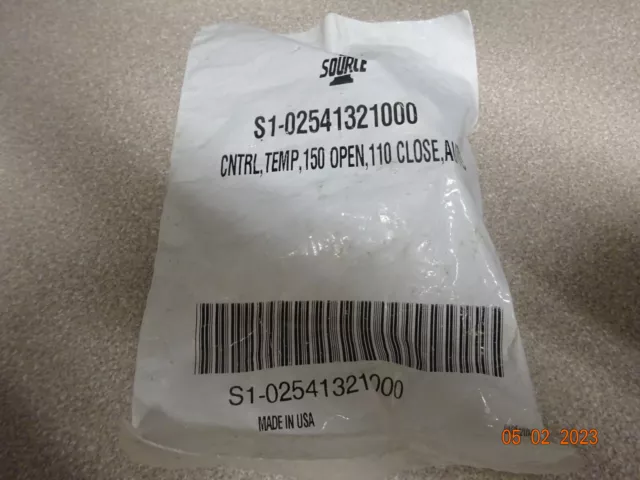 SOURCE
S1-02541321000
CNTRL,TEMP,150 OPEN,110 CLOSE,
S1-02541321000
MADE IN USA
05 02 2023